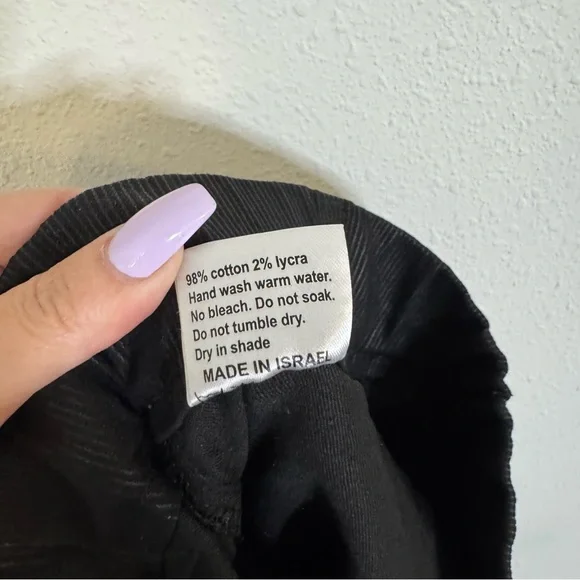 98% cotton 2% lycra
Hand wash warm water.
No bleach. Do not soak.
Do not tumble dry.
Dry in shade
MADE IN ISRAEL